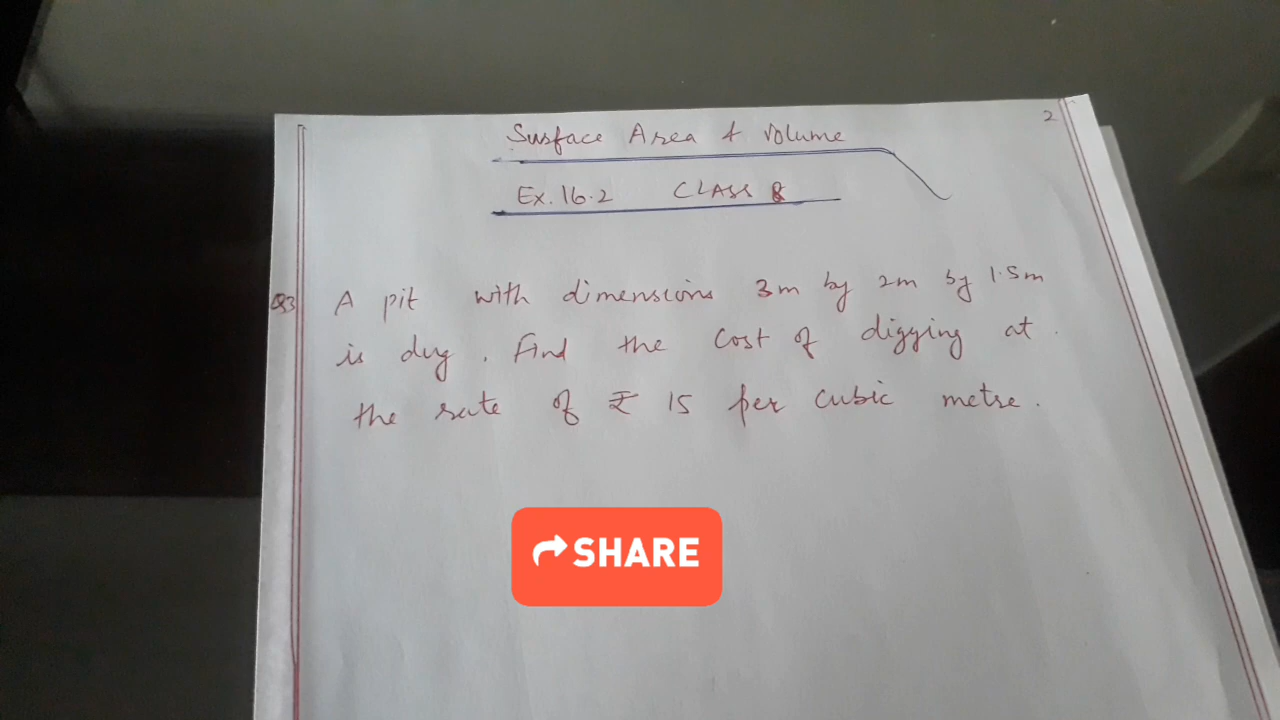 2
Surface Area & Volume
Ex. 16.2 CLASS 8
Q3 A pit with dimensions 3m by 2m by 1.5m
is dug. Find the cost of digging at
the rate of ₹ 15 per cubic metre.
SHARE